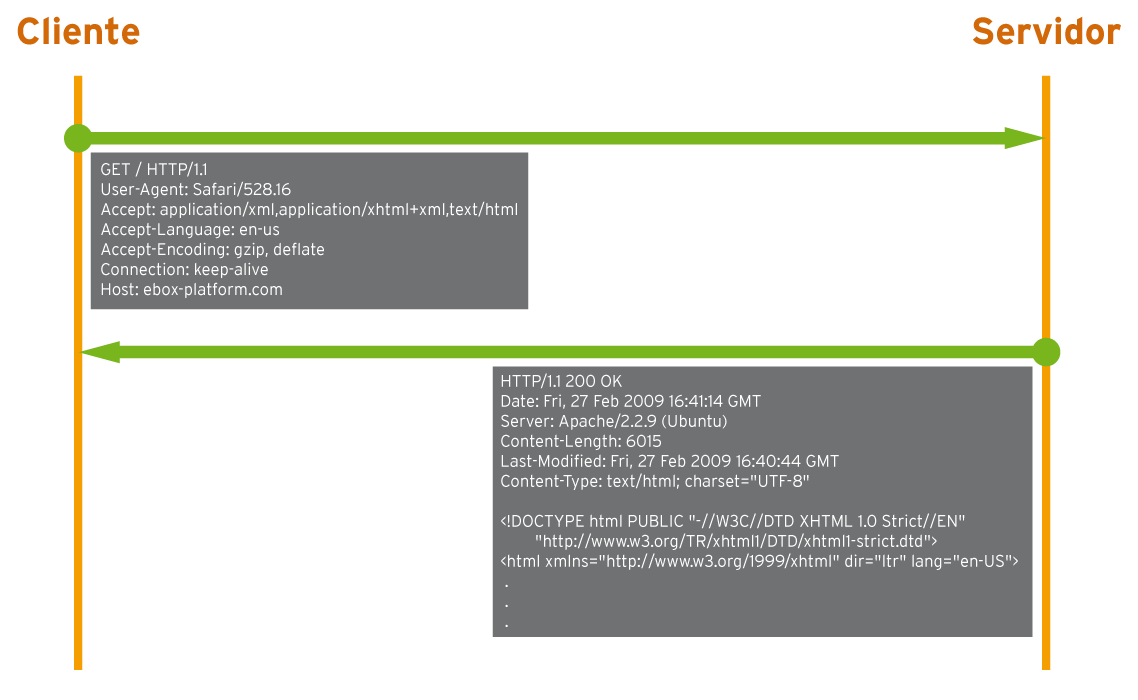 Cliente
Servidor
GET / HTTP/1.1
User-Agent: Safari/528.16
Accept: application/xml,application/xhtml+xml,text/html
Accept-Language: en-us
Accept-Encoding: gzip, deflate
Connection: keep-alive
Host: ebox-platform.com
HTTP/1.1 200 OK
Date: Fri, 27 Feb 2009 16:41:14 GMT
Server: Apache/2.2.9 (Ubuntu)
Content-Length: 6015
Last-Modified: Fri, 27 Feb 2009 16:40:44 GMT
Content-Type: text/html; charset="UTF-8"
<!DOCTYPE html PUBLIC "-//W3C//DTD XHTML 1.0 Strict//EN"
"http://www.w3.org/TR/xhtml1/DTD/xhtml1-strict.dtd">
<html xmlns="http://www.w3.org/1999/xhtml" dir="ltr" lang="en-US">
.
.
.